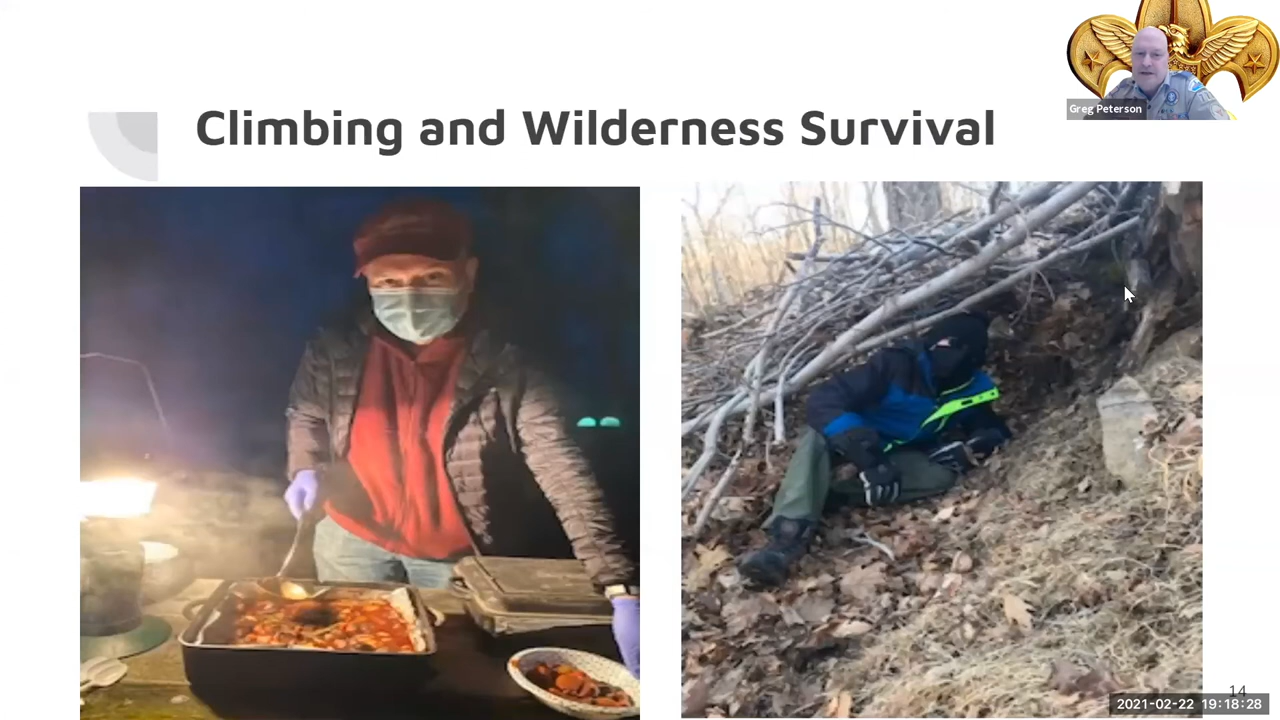 Climbing and Wilderness Survival
Greg Peterson
14
2021-02-22 19:18:28